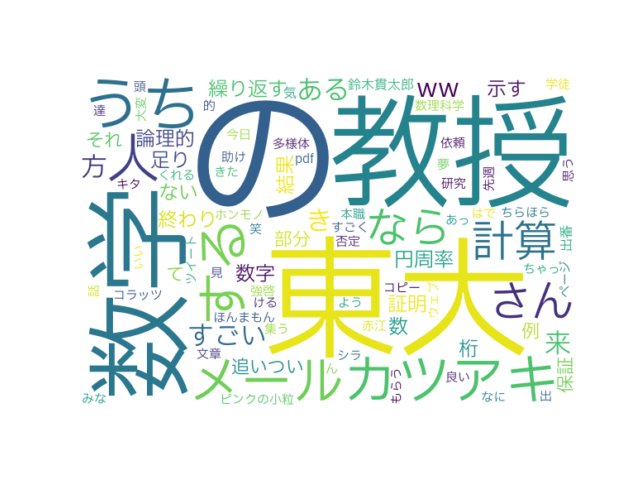 うち
の
教授
数学
東大
する
カツアキ
メール
さん
計算
なら
人
すごい
ある
繰り返す
鈴木貫太郎
ww
示す
学徒
数理科学
達
頭
大変
気
的
それ
論理的
今日
多様体
依頼
方
足り
助け
pdf
夢
キタ
ない
くれる
きた
結果
研究
先週
思う
終わり
ホンモノ
本職
あっ
はで
ちらほら
き
すごく
出番
いい
ツイート
て
笑
部分
否定
円周率
ちゃっ
話
コラッツ
見
数字
ける
強啓
コピー
ウェブ
ページ
ほんまもん
よう
証明
数
例
来
集う
赤江
文章
追いつい
シラ
ん
桁
保証
みな
ピンクの小粒
もらう
良い
なに
出